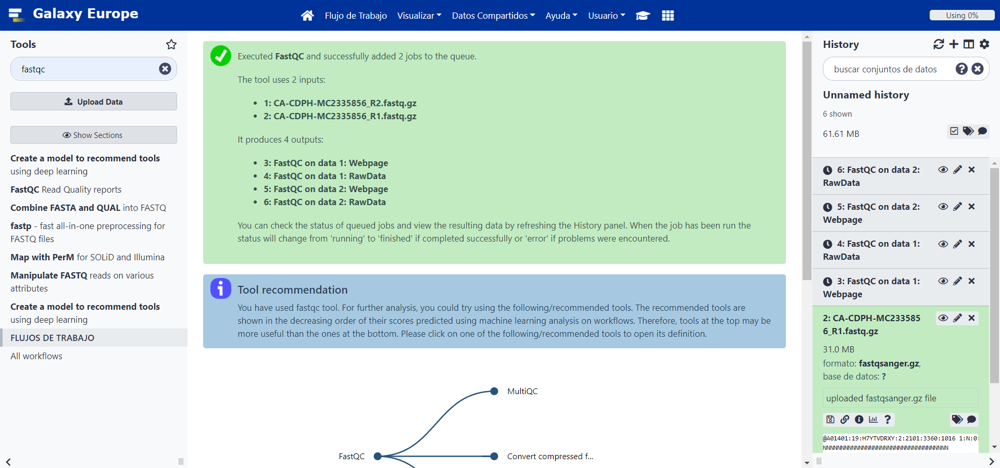 Galaxy Europe
Flujo de Trabajo
Visualizar
Datos Compartidos
Ayuda
Usuario
Using 0%
Tools
fastqc
Upload Data
Show Sections
Create a model to recommend tools
using deep learning
FastQC Read Quality reports
Combine FASTA and QUAL into FASTQ
fastp - fast all-in-one preprocessing for
FASTQ files
Map with PerM for SOLiD and Illumina
Manipulate FASTQ reads on various
attributes
Create a model to recommend tools
using deep learning
FLUJOS DE TRABAJO
All workflows
Executed FastQC and successfully added 2 jobs to the queue.
The tool uses 2 inputs:
1: CA-CDPH-MC2335856_R2.fastq.gz
2: CA-CDPH-MC2335856_R1.fastq.gz
It produces 4 outputs:
3: FastQC on data 1: Webpage
4: FastQC on data 1: RawData
5: FastQC on data 2: Webpage
6: FastQC on data 2: RawData
You can check the status of queued jobs and view the resulting data by refreshing the History panel. When the job has been run the
status will change from 'running' to 'finished' if completed successfully or 'error' if problems were encountered.
Tool recommendation
You have used fastqc tool. For further analysis, you could try using the following/recommended tools. The recommended tools are
shown in the decreasing order of their scores predicted using machine learning analysis on workflows. Therefore, tools at the top may be
more useful than the ones at the bottom. Please click on one of the following/recommended tools to open its definition.
MultiQC
FastQC
Convert compressed f...
History
buscar conjuntos de datos
Unnamed history
6 shown
61.61 MB
6: FastQC on data 2:
RawData
5: FastQC on data 2:
Webpage
4: FastQC on data 1:
RawData
3: FastQC on data 1:
Webpage
2: CA-CDPH-MC233585
6_R1.fastq.gz
31.0 MB
formato: fastqsanger.gz,
base de datos: ?
uploaded fastqsanger.gz file
@A01401:19:H7YTVDRXY:2:2101:3360:1016 1:N:0:
NNNNNNNNNNNNNNNNNNNNNNNNNNNNNNNNNNN